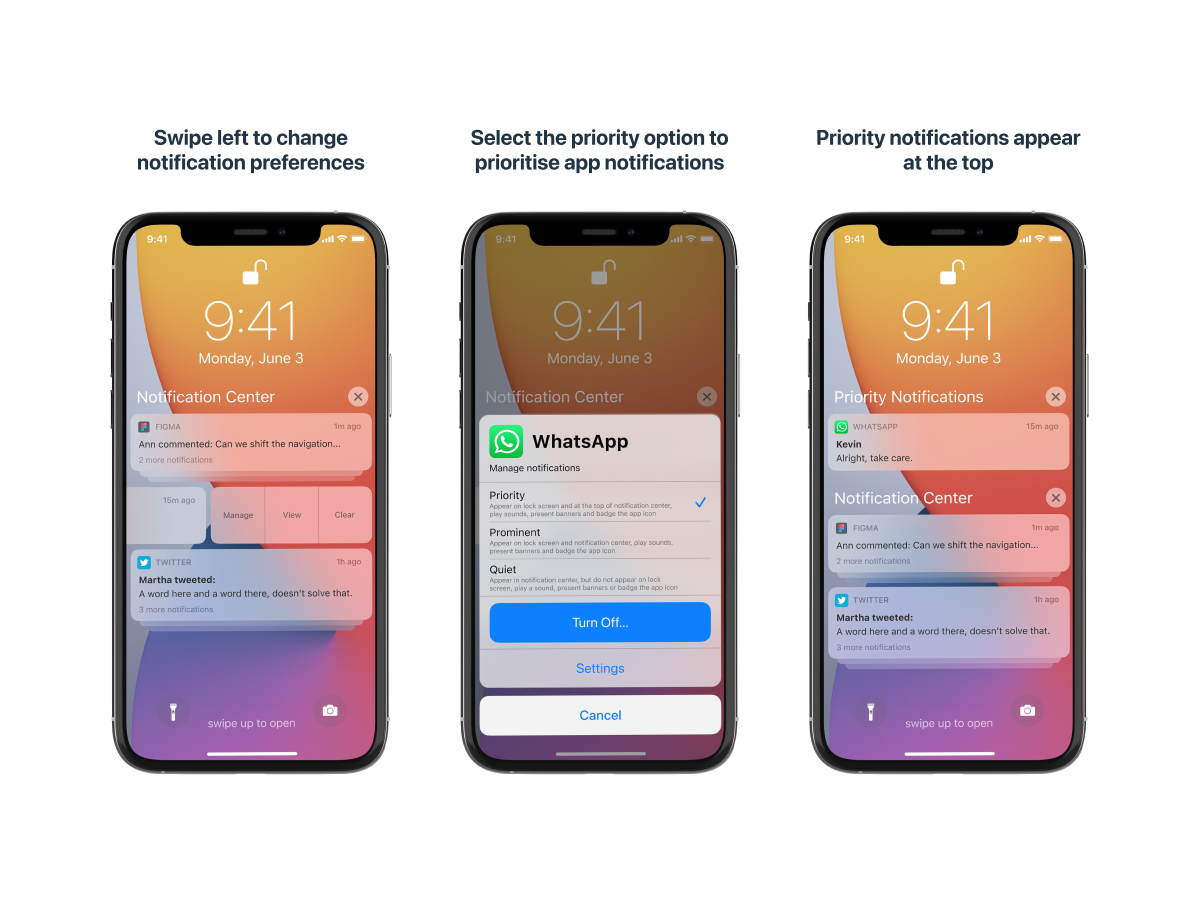 Swipe left to change
notification preferences
9:41
9:41
Monday, June 3
Notification Center
FIGMA
1m ago
Ann commented: Can we shift the navigation...
2 more notifications
15m ago
Manage
View
Clear
TWITTER
1h ago
Martha tweeted:
A word here and a word there, doesn't solve that.
3 more notifications
swipe up to open
Select the priority option to
prioritise app notifications
9:41
9:41
Monday, June 3
Notification Center
WhatsApp
Manage notifications
Priority
Appear on lock screen and at the top of notification center,
play sounds, present banners and badge the app icon
Prominent
Appear on lock screen and notification center, play sounds,
present banners and badge the app icon
Quiet
Appear in notification center, but do not appear on lock
screen, play a sound, present banners or badge the app icon
Turn Off...
Settings
Cancel
Priority notifications appear
at the top
9:41
9:41
Monday, June 3
Priority Notifications
WHATSAPP
15m ago
Kevin
Alright, take care.
Notification Center
FIGMA
1m ago
Ann commented: Can we shift the navigation...
2 more notifications
TWITTER
1h ago
Martha tweeted:
A word here and a word there, doesn't solve that.
3 more notifications
swipe up to open